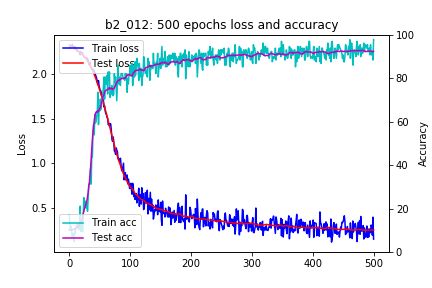 b2_012: 500 epochs loss and accuracy
Train loss
Test loss
Train acc
Test acc
Loss
2.0
1.5
1.0
0.5
Accuracy
100
80
60
40
20
0
0
100
200
300
400
500